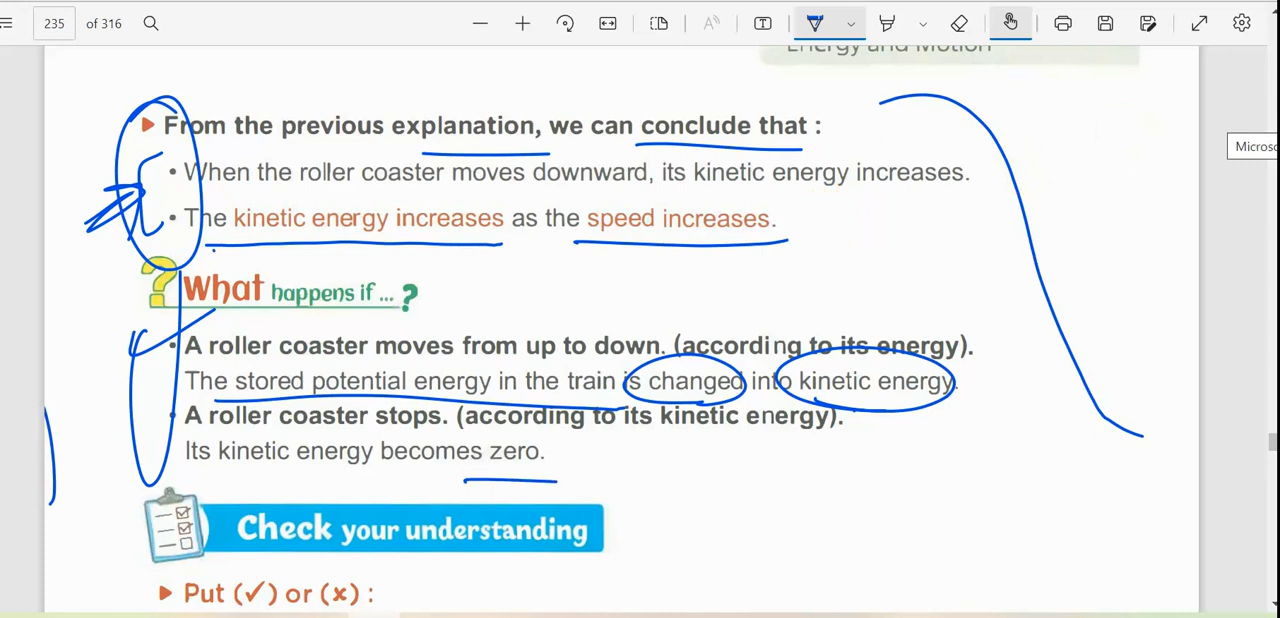 235 of 316
Energy and Motion
From the previous explanation, we can conclude that :
• When the roller coaster moves downward, its kinetic energy increases.
• The kinetic energy increases as the speed increases.
Micros
? What happens if ... ?
• A roller coaster moves from up to down. (according to its energy).
The stored potential energy in the train is changed into kinetic energy.
• A roller coaster stops. (according to its kinetic energy).
Its kinetic energy becomes zero.
Check your understanding
Put (✓) or (x) :